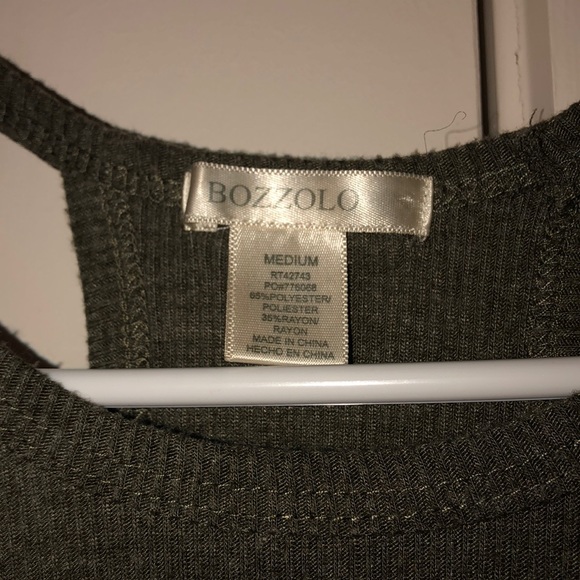 BOZZOLO
MEDIUM
RT42743
PO#776068
65%POLYESTER/
POLIESTER
35%RAYON/
RAYON
MADE IN CHINA
HECHO EN CHINA